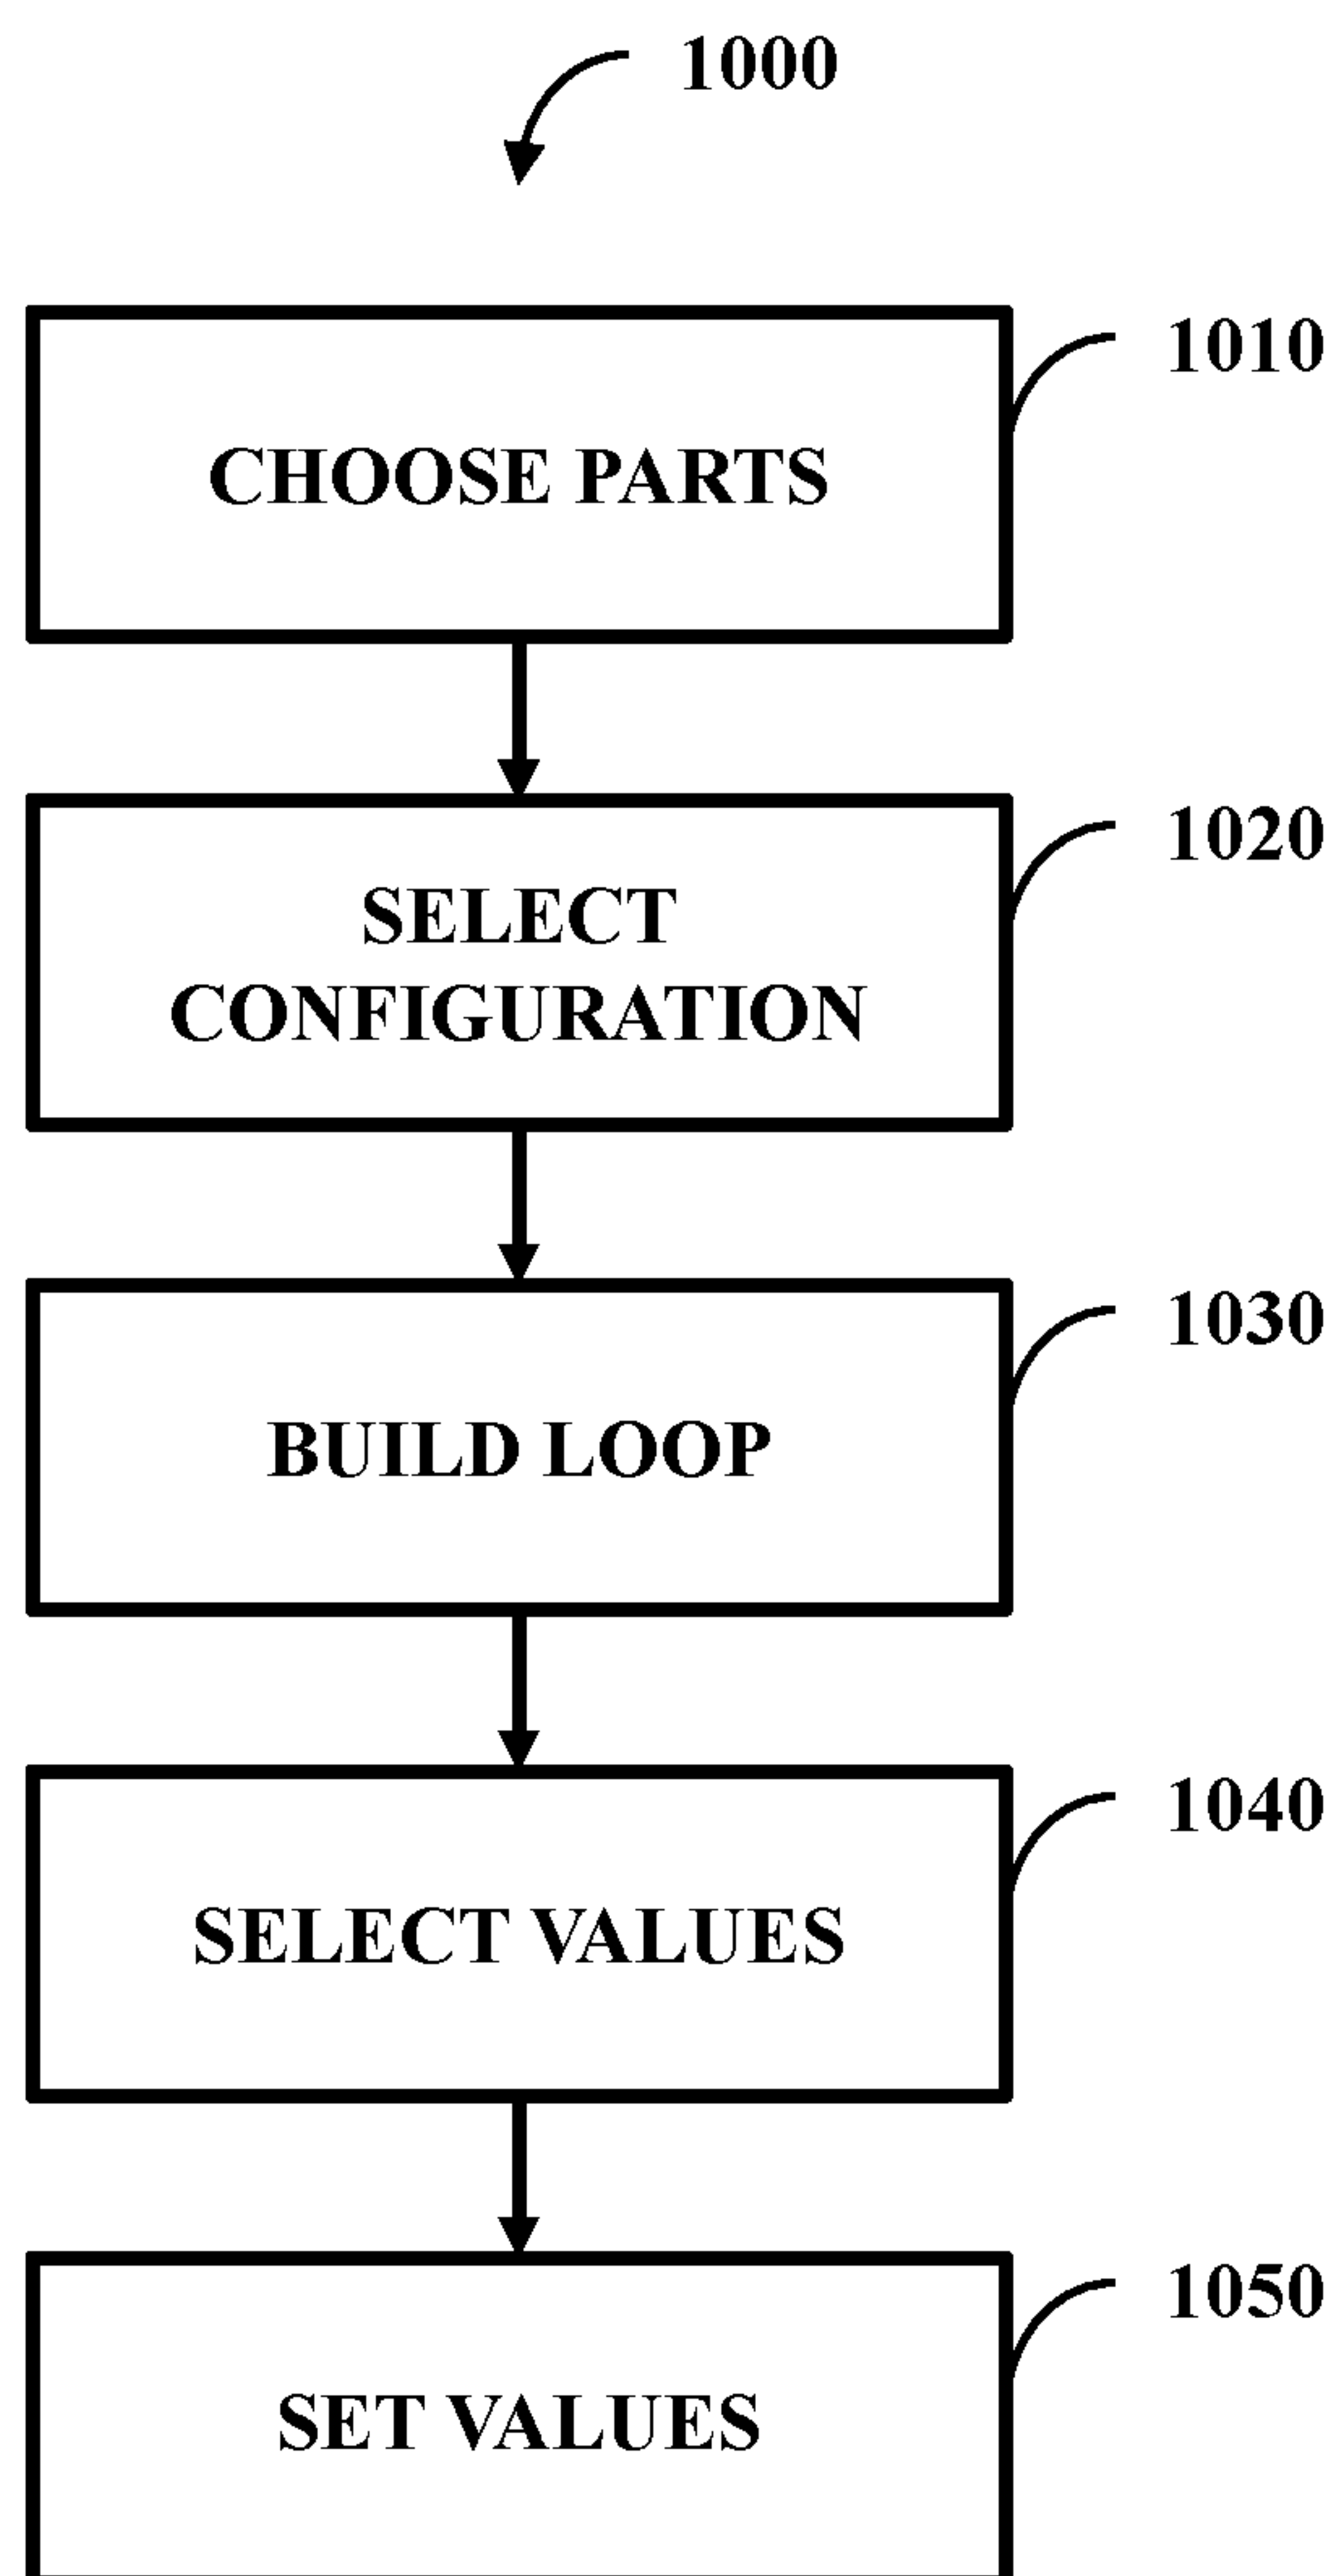 1000
1010
CHOOSE PARTS
1020
SELECT
CONFIGURATION
1030
BUILD LOOP
1040
SELECT VALUES
1050
SET VALUES